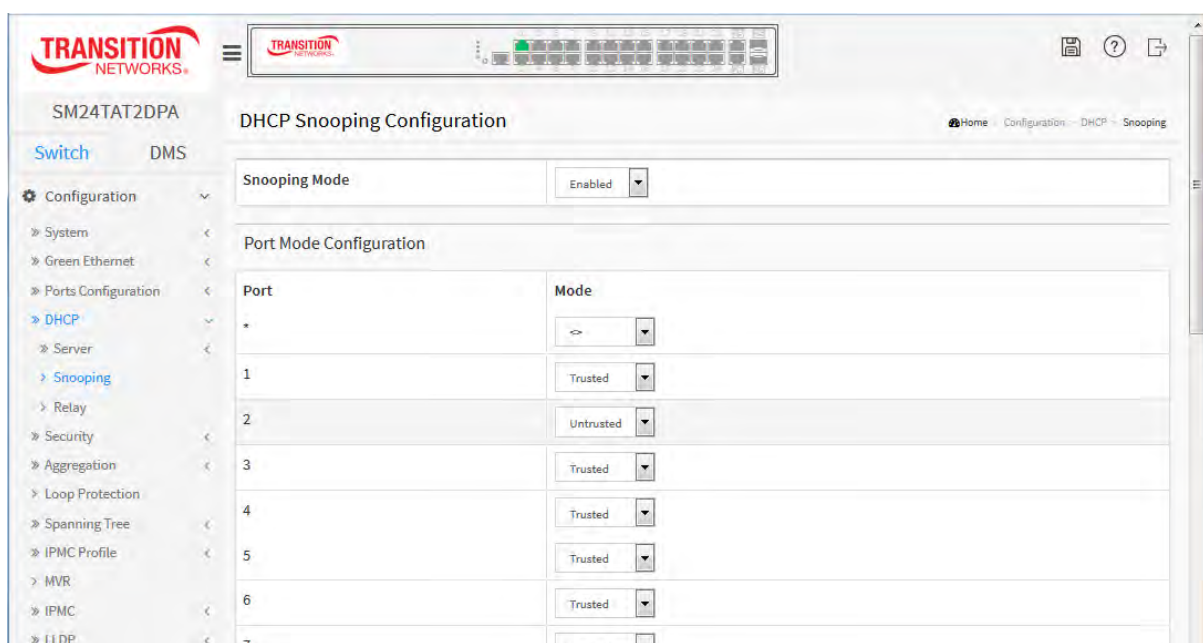 TRANSITION
NETWORKS®
TRANSITION
NETWORKS
SM24TAT2DPA
Switch DMS
Configuration
System
Green Ethernet
Ports Configuration
DHCP
Server
Snooping
Relay
Security
Aggregation
Loop Protection
Spanning Tree
IPMC Profile
MVR
IPMC
LLDP
DHCP Snooping Configuration
Home Configuration DHCP Snooping
Snooping Mode Enabled
Port Mode Configuration
Port Mode
* <>
1 Trusted
2 Untrusted
3 Trusted
4 Trusted
5 Trusted
6 Trusted